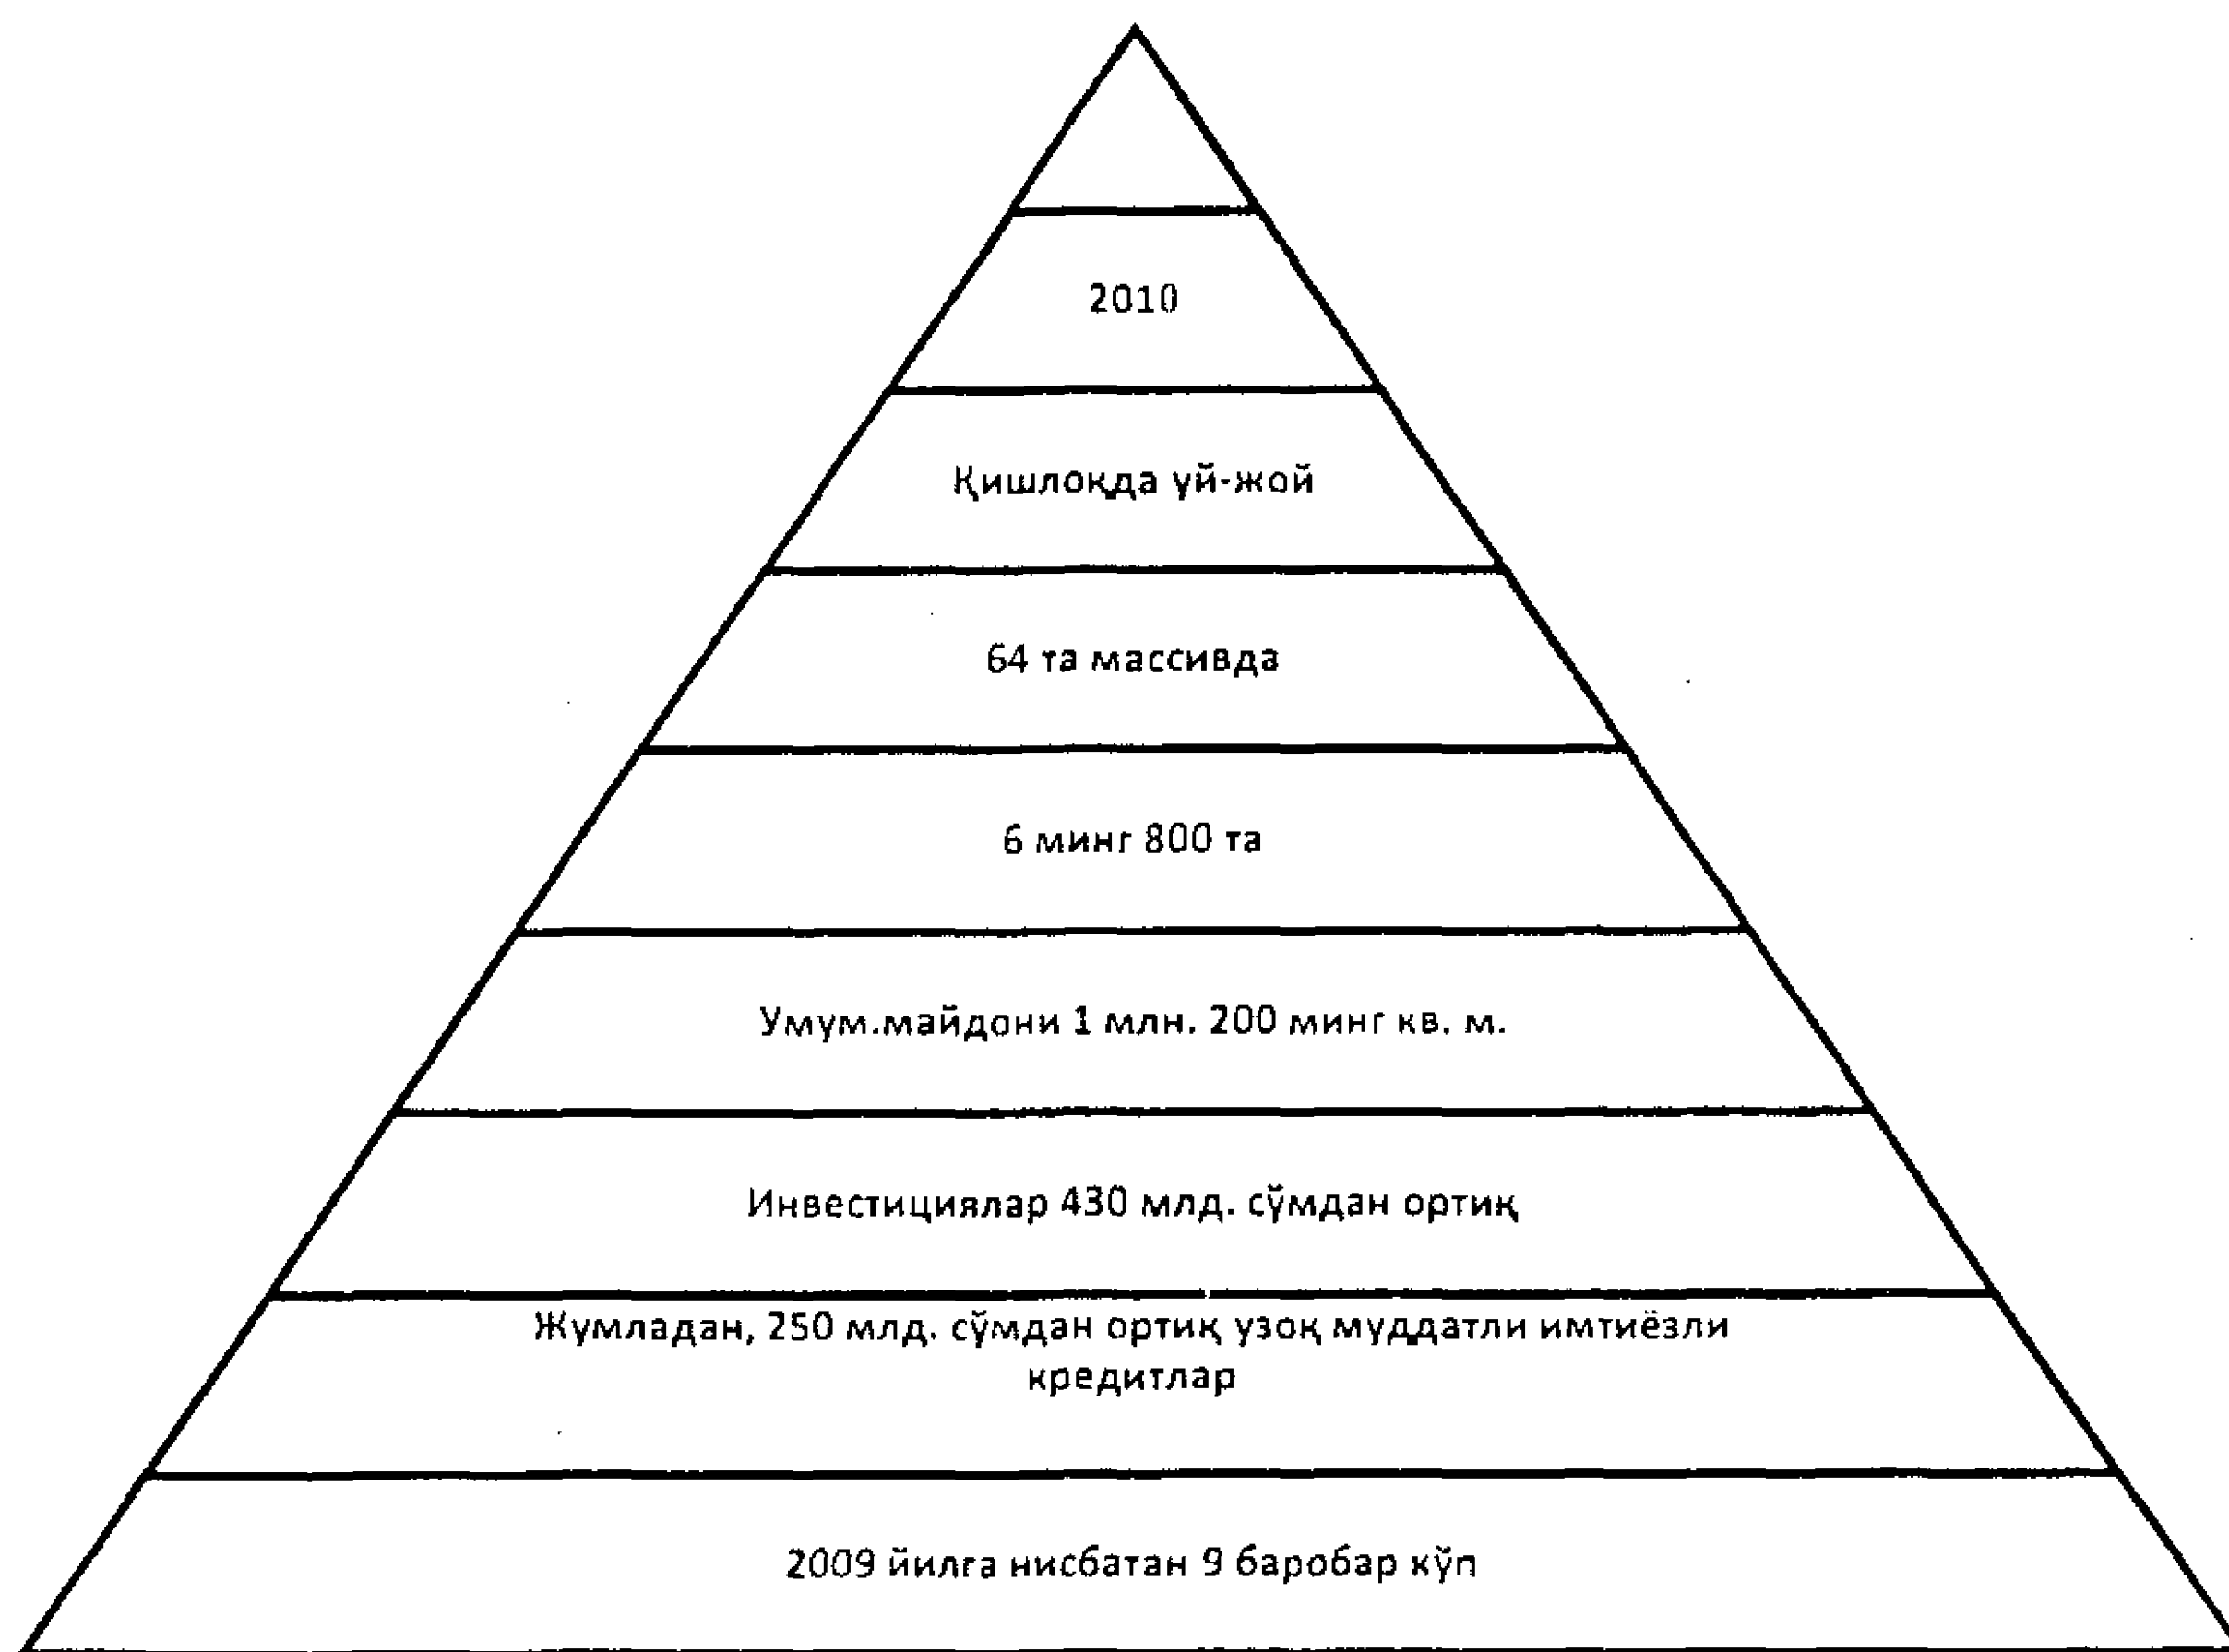 2010
Қишлоқда уй-жой
64 та массивда
6 минг 800 та
Умум.майдони 1 млн. 200 минг кв. м.
Инвестициялар 430 млд. сўмдан ортиқ
Жумладан, 250 млд. сўмдан ортиқ узоқ муддатли имтиёзли
кредитлар
2009 йилга нисбатан 9 баробар кўп